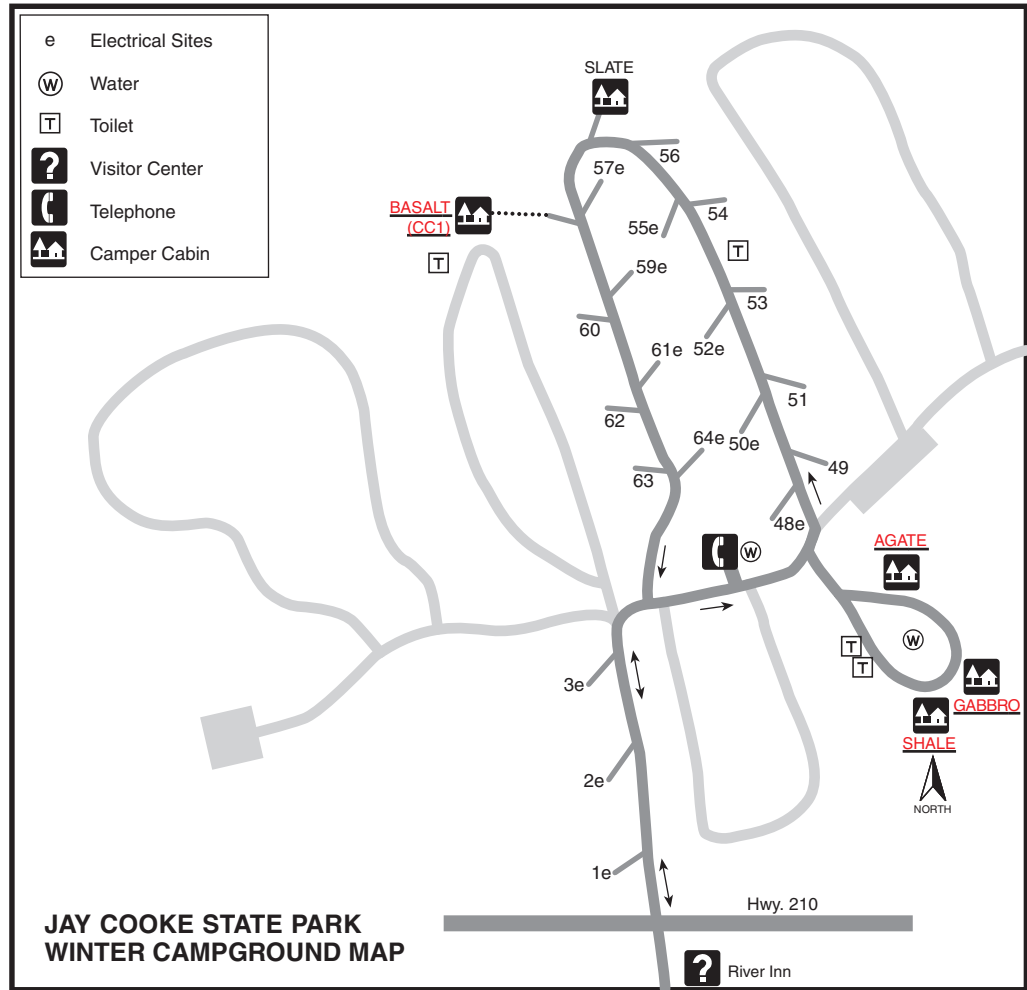 e Electrical Sites
W Water
T Toilet
? Visitor Center
Telephone
Camper Cabin
SLATE
56
57e
BASALT
(CC1)
54
55e
T
T
59e
53
60
52e
61e
51
62
64e
50e
63
49
48e
W
AGATE
W
T
T
3e
GABBRO
SHALE
2e
NORTH
1e
Hwy. 210
JAY COOKE STATE PARK
WINTER CAMPGROUND MAP
? River Inn